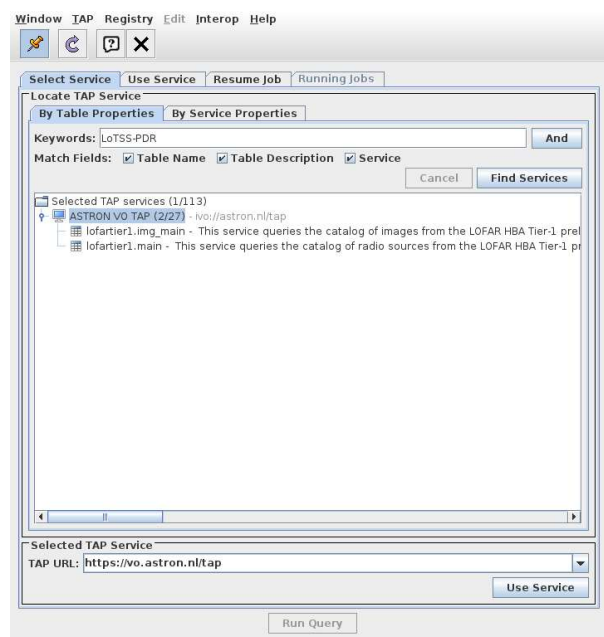 Window TAP Registry Edit Interop Help
Select Service Use Service Resume Job Running Jobs
Locate TAP Service
By Table Properties By Service Properties
Keywords: LoTSS-PDR And
Match Fields: Table Name Table Description Service
Cancel Find Services
Selected TAP services (1/113)
ASTRON VO TAP (2/27) - ivo://astron.nl/tap
lofartier1.img_main - This service queries the catalog of images from the LOFAR HBA Tier-1 prel
lofartier1.main - This service queries the catalog of radio sources from the LOFAR HBA Tier-1 pr
Selected TAP Service
TAP URL: https://vo.astron.nl/tap
Use Service
Run Query